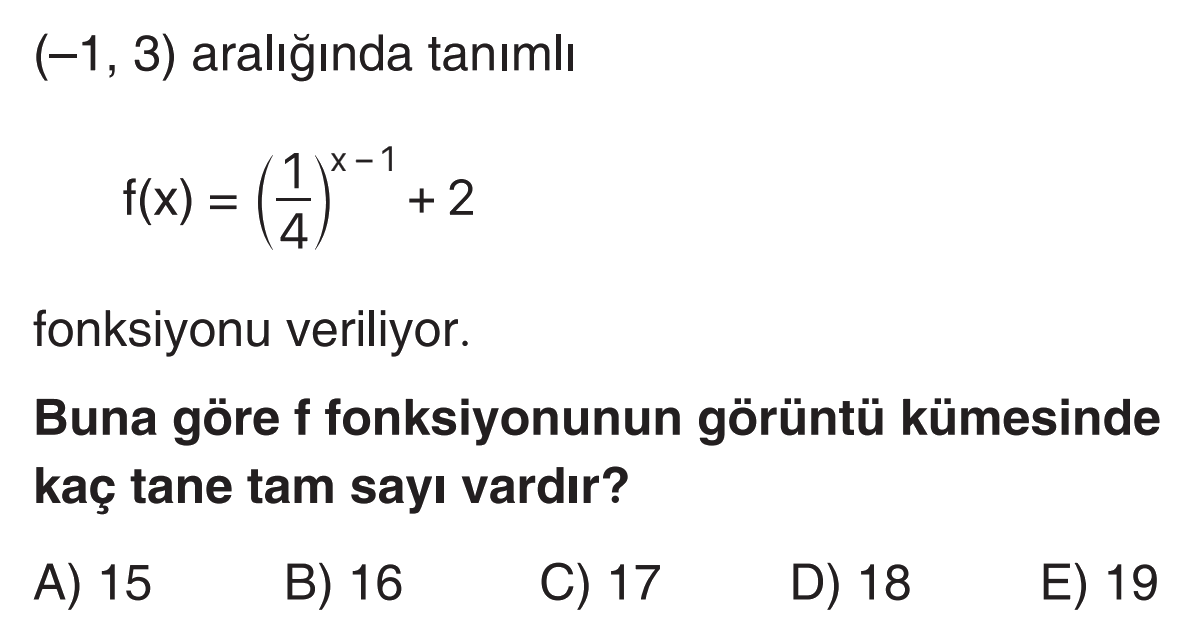 (–1, 3) aralığında tanımlı
f(x) = (1/4)^(x – 1) + 2
fonksiyonu veriliyor.
Buna göre f fonksiyonunun görüntü kümesinde
kaç tane tam sayı vardır?
A) 15 B) 16 C) 17 D) 18 E) 19